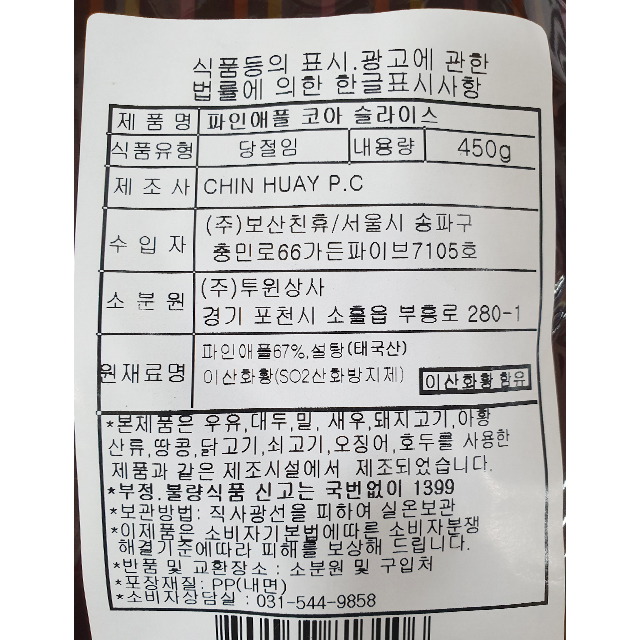 식품등의 표시.광고에 관한
법률에 의한 한글표시사항
제 품 명 파인애플 코아 슬라이스
식품유형 당절임 내용량 450g
제 조 사 CHIN HUAY P.C
수 입 자 (주)보산친휴/서울시 송파구
충민로66가든파이브7105호
소 분 원 (주)투원상사
경기 포천시 소흘읍 부흥로 280-1
원재료명 파인애플67%,설탕(태국산)
이산화황(SO2산화방지제) 이산화황 함유
*본제품은 우유,대두,밀, 새우,돼지고기,아황
산류,땅콩,닭고기,쇠고기,오징어,호두를 사용한
제품과 같은 제조시설에서 제조되었습니다.
*부정.불량식품 신고는 국번없이 1399
*보관방법: 직사광선을 피하여 실온보관
*이제품은 소비자기본법에따른 소비자분쟁
해결기준에따라 피해를 보상해 드립니다.
*반품 및 교환장소 : 소분원 및 구입처
*포장재질: PP(내면)
*소비자상담실 : 031-544-9858